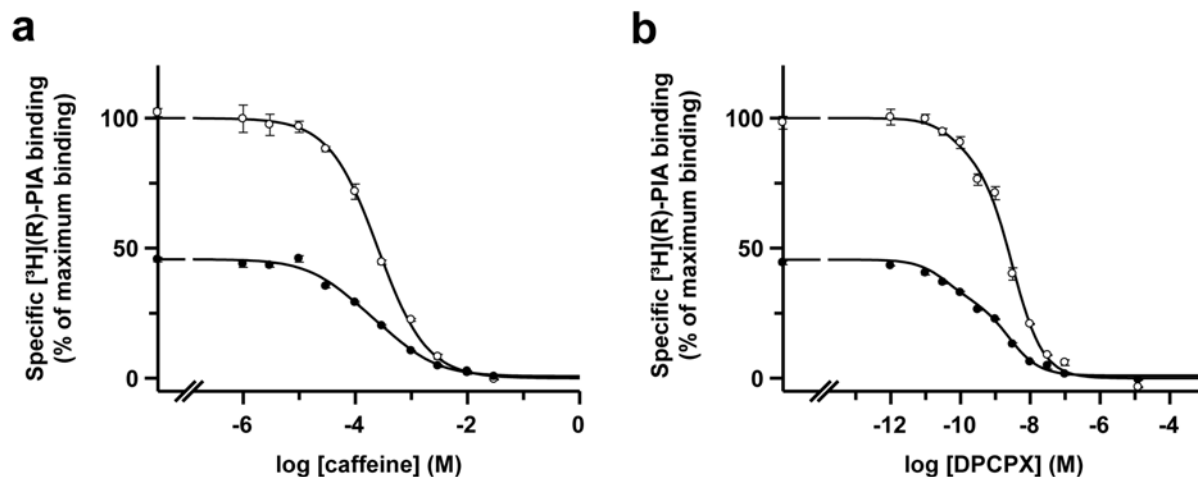 a
Specific [³H](R)-PIA binding
(% of maximum binding)
100
50
0
-6
-4
-2
0
log [caffeine] (M)
b
Specific [³H](R)-PIA binding
(% of maximum binding)
100
50
0
-12
-10
-8
-6
-4
log [DPCPX] (M)